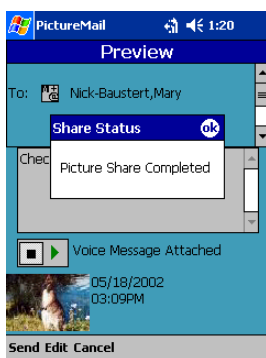 PictureMail 1:20
Preview
To: Nick-Baustert,Mary
Share Status ok
Chec
Picture Share Completed
Voice Message Attached
05/18/2002
03:09PM
Send Edit Cancel